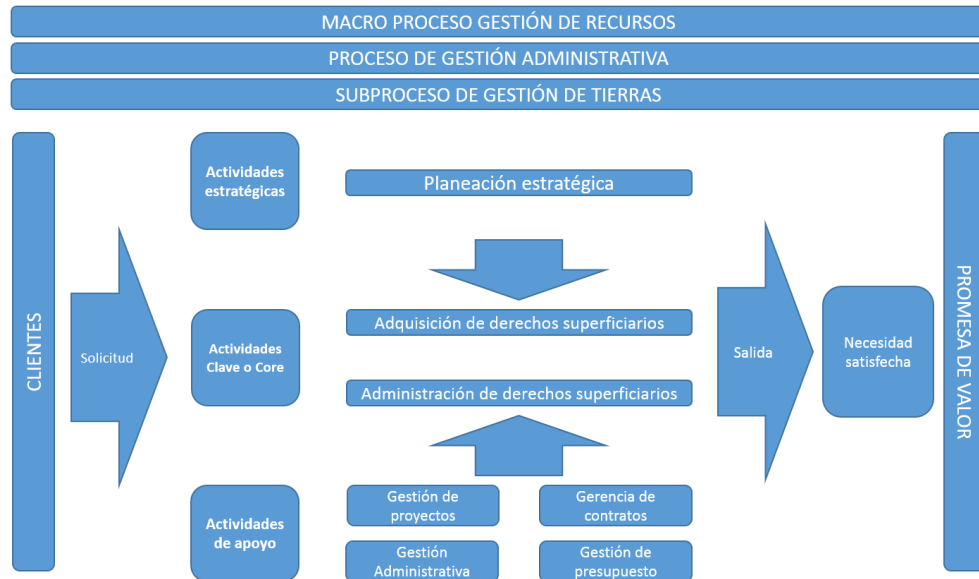 MACRO PROCESO GESTIÓN DE RECURSOS
PROCESO DE GESTIÓN ADMINISTRATIVA
SUBPROCESO DE GESTIÓN DE TIERRAS
CLIENTES
Solicitud
Actividades
estratégicas
Planeación estratégica
Actividades
Clave o Core
Adquisición de derechos superficiarios
Administración de derechos superficiarios
Actividades
de apoyo
Gestión de
proyectos
Gerencia de
contratos
Gestión
Administrativa
Gestión de
presupuesto
Salida
Necesidad
satisfecha
PROMESA DE VALOR